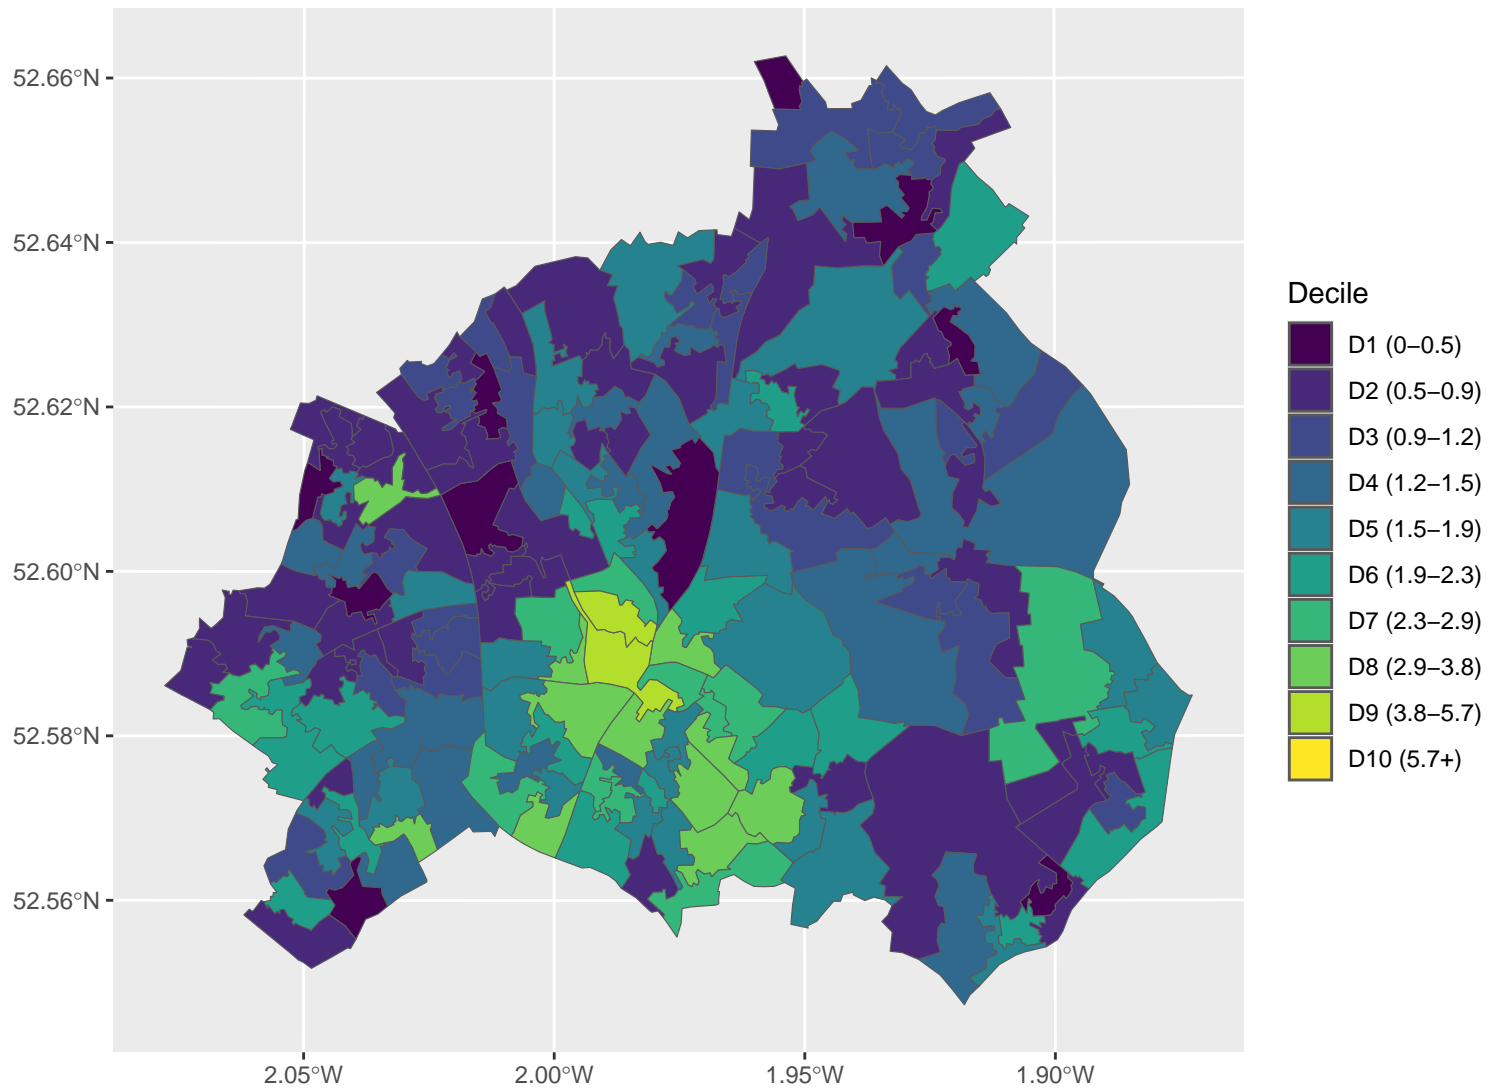 52.66°N
52.64°N
52.62°N
52.60°N
52.58°N
52.56°N
2.05°W
2.00°W
1.95°W
1.90°W
Decile
D1 (0−0.5)
D2 (0.5−0.9)
D3 (0.9−1.2)
D4 (1.2−1.5)
D5 (1.5−1.9)
D6 (1.9−2.3)
D7 (2.3−2.9)
D8 (2.9−3.8)
D9 (3.8−5.7)
D10 (5.7+)